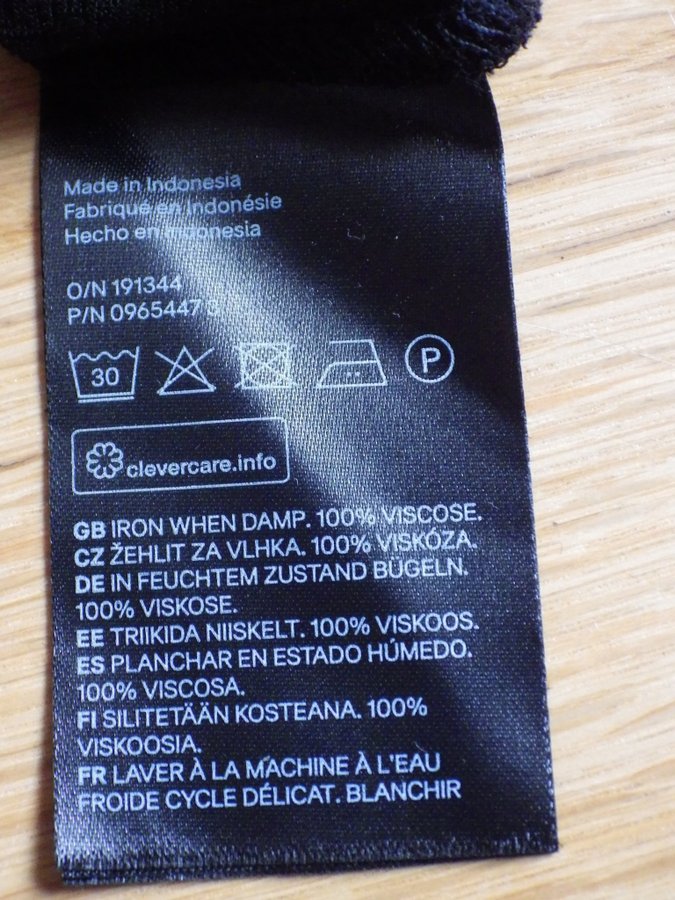 Made in Indonesia
Fabriqué en Indonésie
Hecho en Indonesia
O/N 191344
P/N 0965447
30
P
clevercare.info
GB IRON WHEN DAMP. 100% VISCOSE.
CZ ŽEHLIT ZA VLHKA. 100% VISKÓZA.
DE IN FEUCHTEM ZUSTAND BÜGELN.
100% VISKOSE.
EE TRIIKIDA NIISKELT. 100% VISKOOS.
ES PLANCHAR EN ESTADO HÚMEDO.
100% VISCOSA.
FI SILITETÄÄN KOSTEANA. 100%
VISKOOSIA.
FR LAVER À LA MACHINE À L'EAU
FROIDE CYCLE DÉLICAT. BLANCHIR